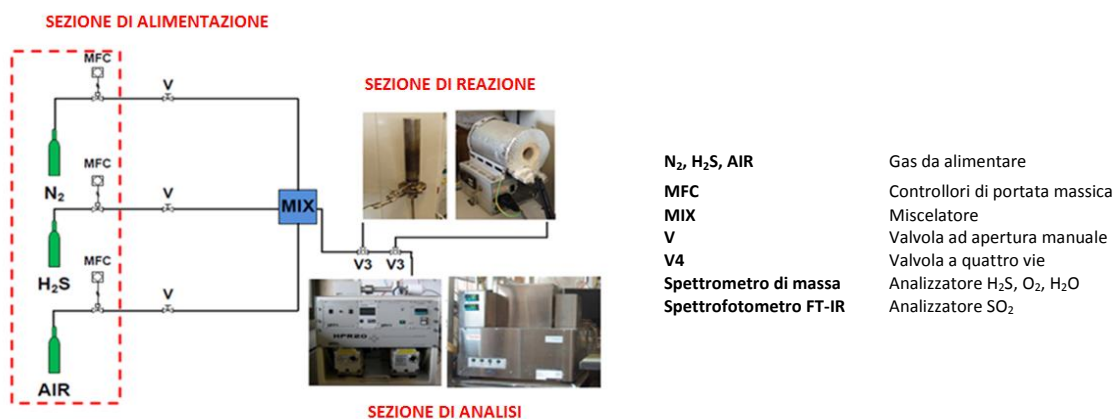 SEZIONE DI ALIMENTAZIONE
MFC
V
SEZIONE DI REAZIONE
N₂
MFC
V
MIX
H₂S
MFC
V
V3 V3
AIR
HPR20
SEZIONE DI ANALISI
N₂, H₂S, AIR Gas da alimentare
MFC Controllori di portata massica
MIX Miscelatore
V Valvola ad apertura manuale
V4 Valvola a quattro vie
Spettrometro di massa Analizzatore H₂S, O₂, H₂O
Spettrofotometro FT-IR Analizzatore SO₂